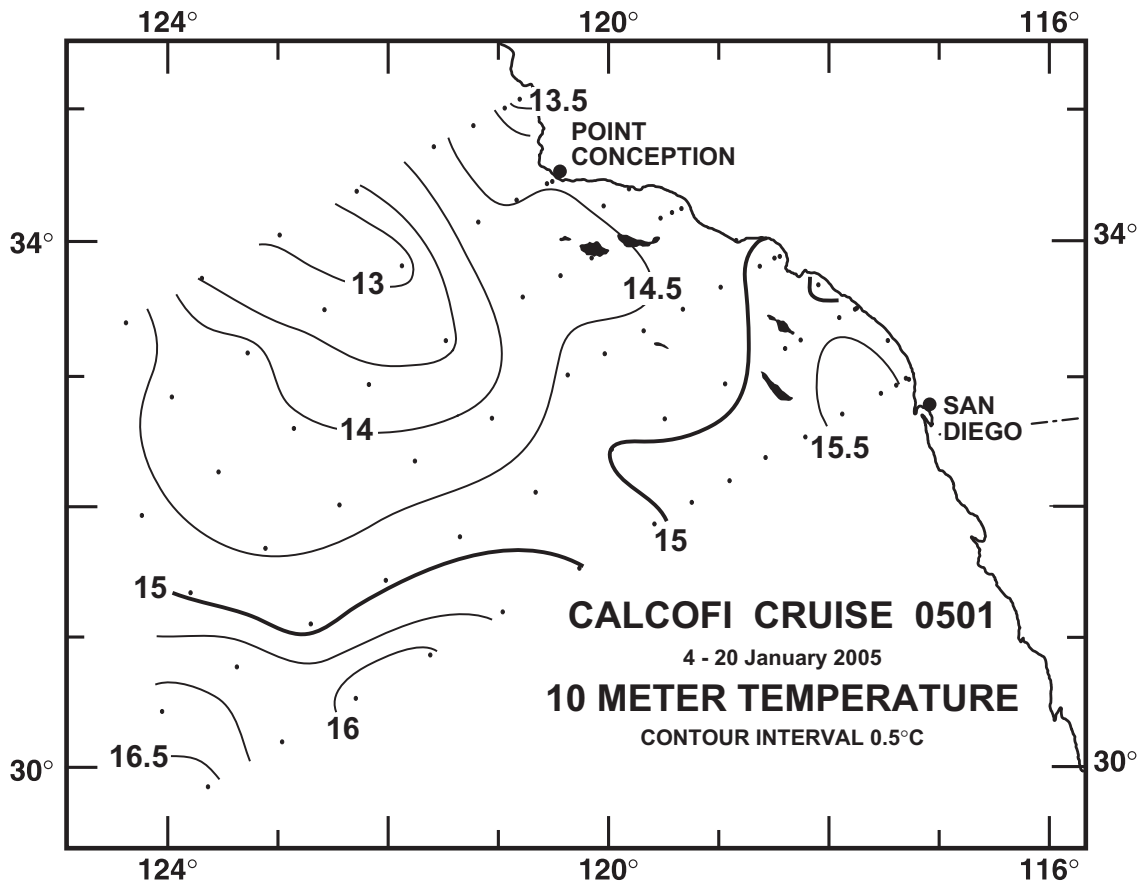 124°
120°
116°
13.5
POINT
CONCEPTION
34°
34°
13
14.5
SAN
DIEGO
14
15.5
15
15
CALCOFI CRUISE 0501
4 - 20 January 2005
10 METER TEMPERATURE
CONTOUR INTERVAL 0.5°C
16
16.5
30°
30°
124°
120°
116°